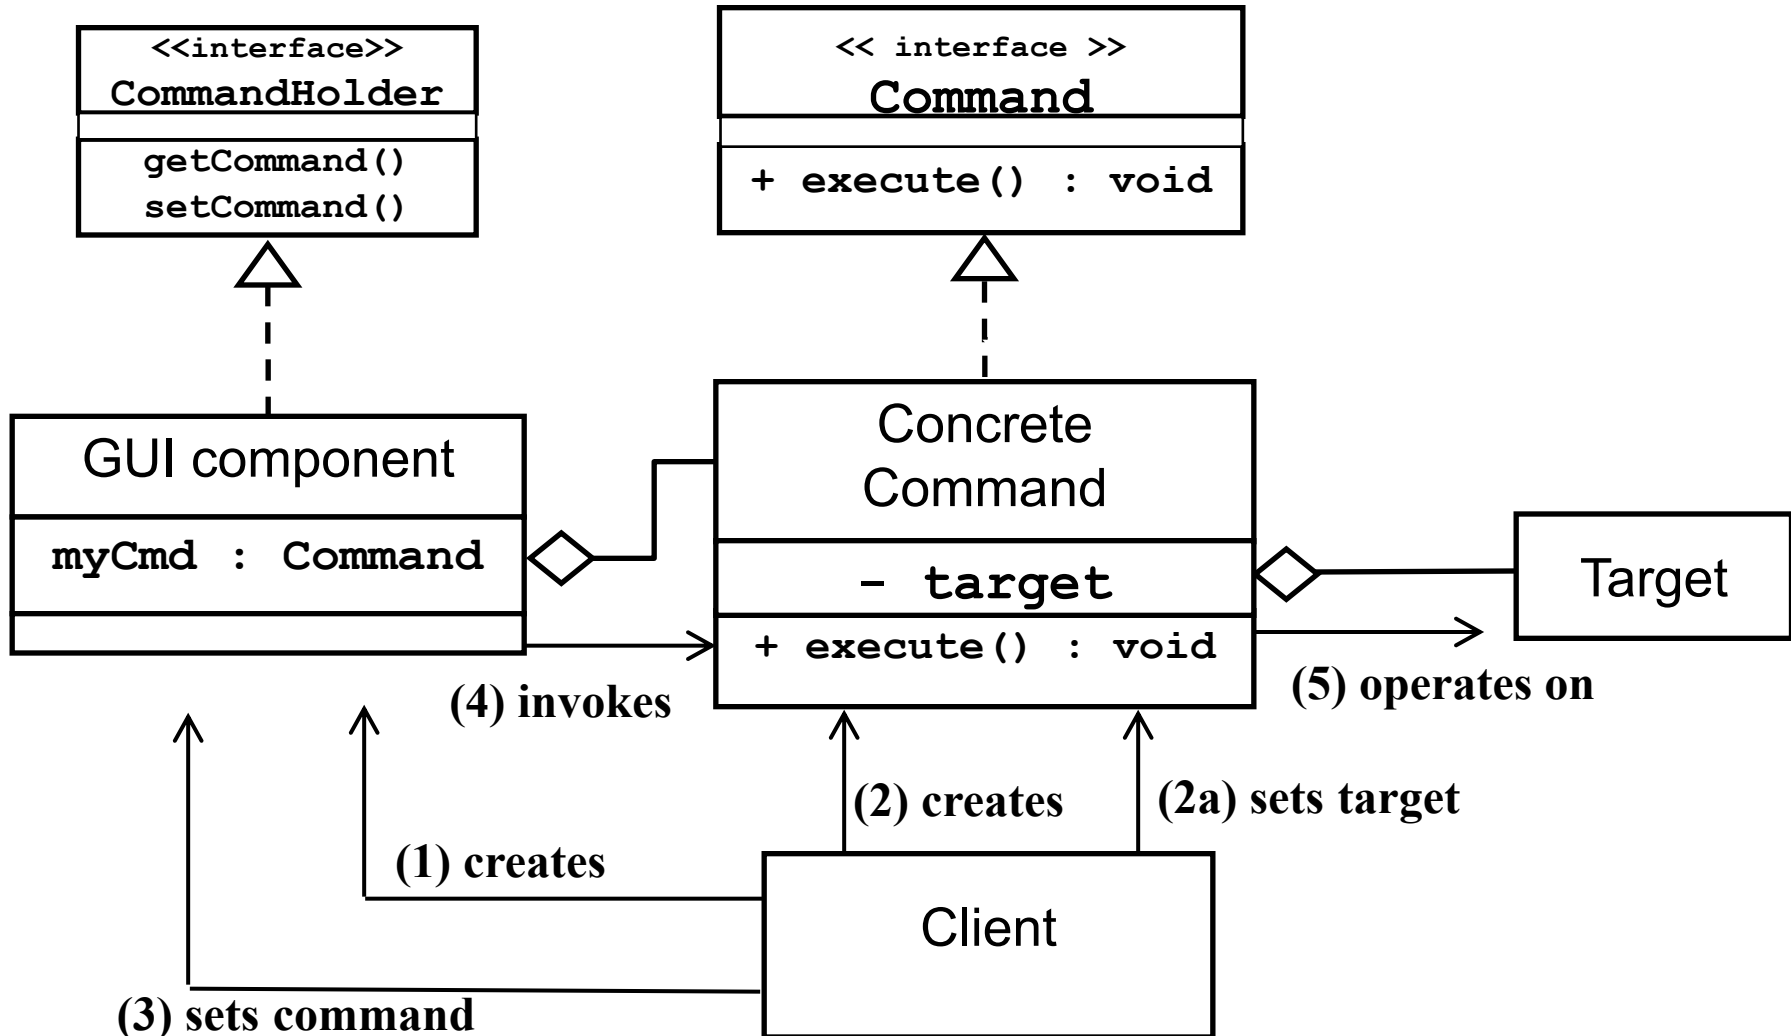 <<interface>>
CommandHolder
getCommand()
setCommand()
<< interface >>
Command
+ execute() : void
GUI component
myCmd : Command
Concrete
Command
- target
+ execute() : void
Target
(4) invokes
(5) operates on
(2) creates
(2a) sets target
(1) creates
Client
(3) sets command